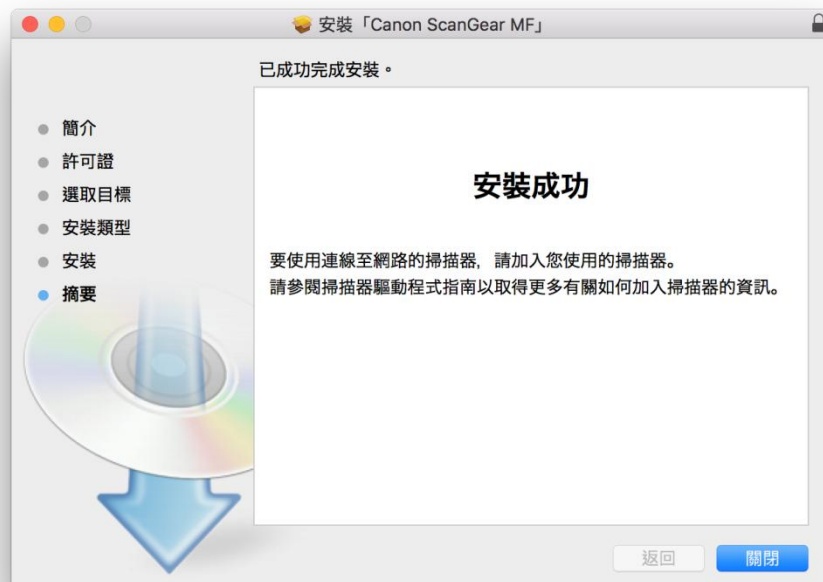 安裝「Canon ScanGear MF」
已成功完成安裝。
簡介
許可證
選取目標
安裝類型
安裝
摘要
安裝成功
要使用連線至網路的掃描器，請加入您使用的掃描器。
請參閱掃描器驅動程式指南以取得更多有關如何加入掃描器的資訊。
返回
關閉